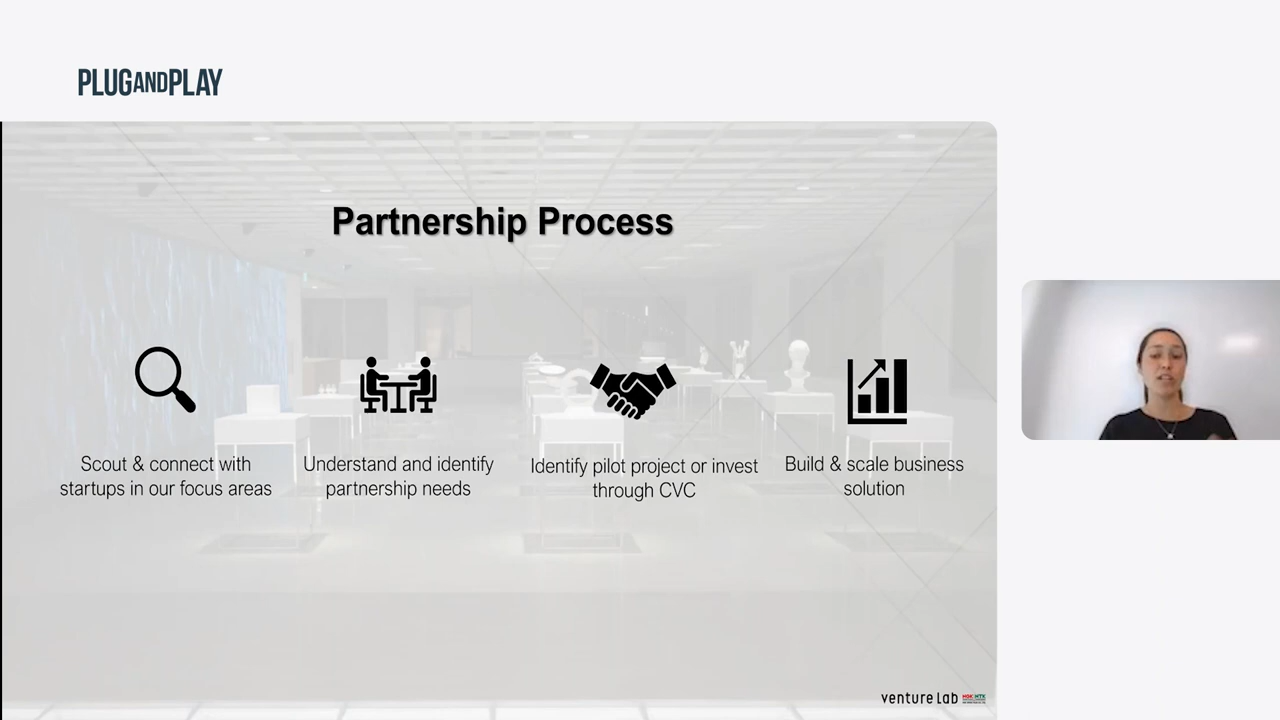 PLUGANDPLAY
Partnership Process
Scout & connect with
startups in our focus areas
Understand and identify
partnership needs
Identify pilot project or invest
through CVC
Build & scale business
solution
venture Lab